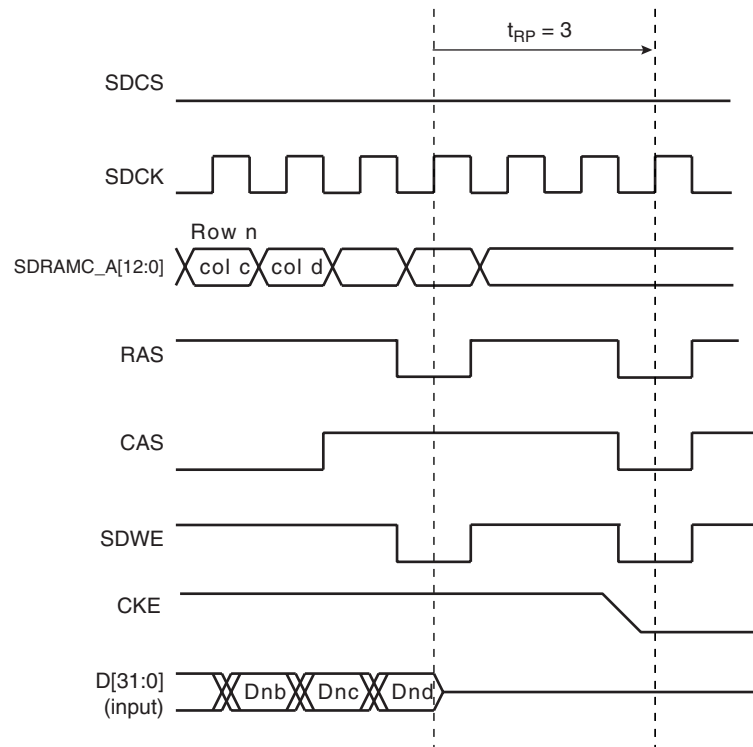 t_RP = 3
SDCS
SDCK
Row n
SDRAMC_A[12:0]
col c col d
RAS
CAS
SDWE
CKE
D[31:0]
(input)
Dnb Dnc Dnd